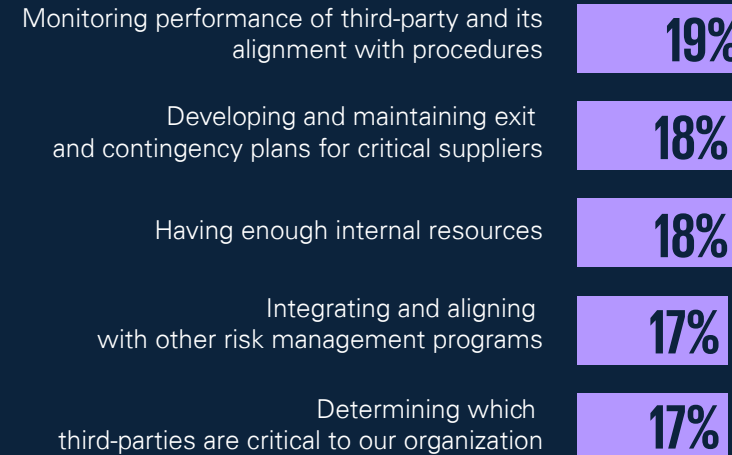 Monitoring performance of third-party and its
alignment with procedures
19%
Developing and maintaining exit
and contingency plans for critical suppliers
18%
Having enough internal resources
18%
Integrating and aligning
with other risk management programs
17%
Determining which
third-parties are critical to our organization
17%